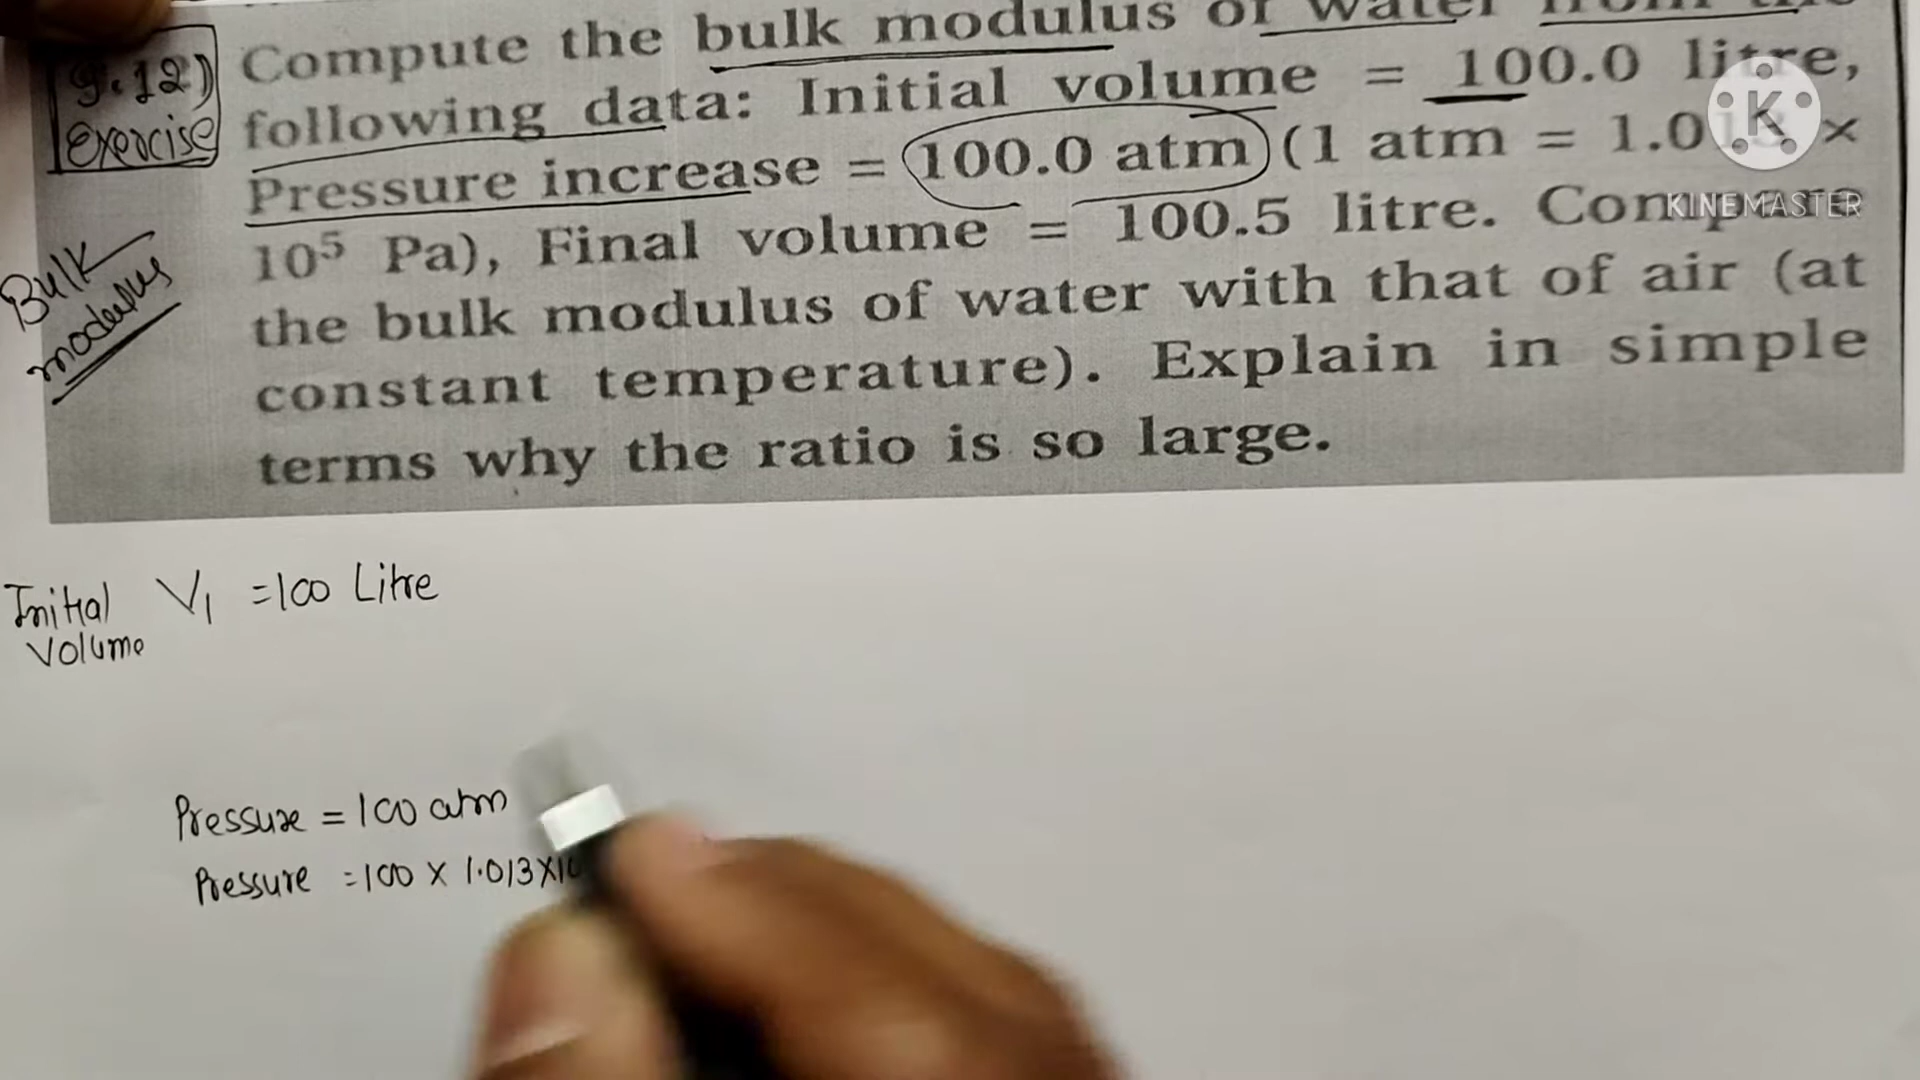 9.12)
exercise
Compute the bulk modulus of water from the
following data: Initial volume = 100.0 litre,
Pressure increase = 100.0 atm (1 atm = 1.013 ×
10⁵ Pa), Final volume = 100.5 litre. Compare
the bulk modulus of water with that of air (at
constant temperature). Explain in simple
terms why the ratio is so large.
Bulk
modulus
K
KINEMASTER
Initial V₁ = 100 Litre
Volume
Pressure = 100 atm
Pressure = 100 × 1.013×10